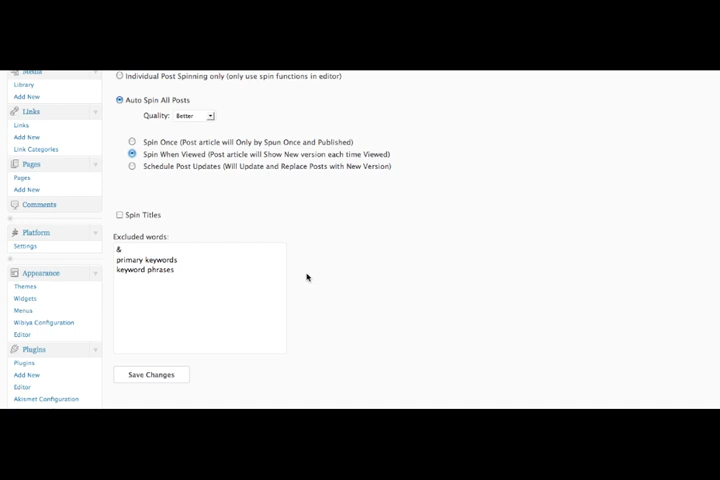 Media
Library
Add New
Links
Links
Add New
Link Categories
Pages
Pages
Add New
Comments
Platform
Settings
Appearance
Themes
Widgets
Menus
Wibiya Configuration
Editor
Plugins
Plugins
Add New
Editor
Akismet Configuration
Individual Post Spinning only (only use spin functions in editor)
Auto Spin All Posts
Quality: Better
Spin Once (Post article will Only by Spun Once and Published)
Spin When Viewed (Post article will Show New version each time Viewed)
Schedule Post Updates (Will Update and Replace Posts with New Version)
Spin Titles
Excluded words:
&
primary keywords
keyword phrases
Save Changes